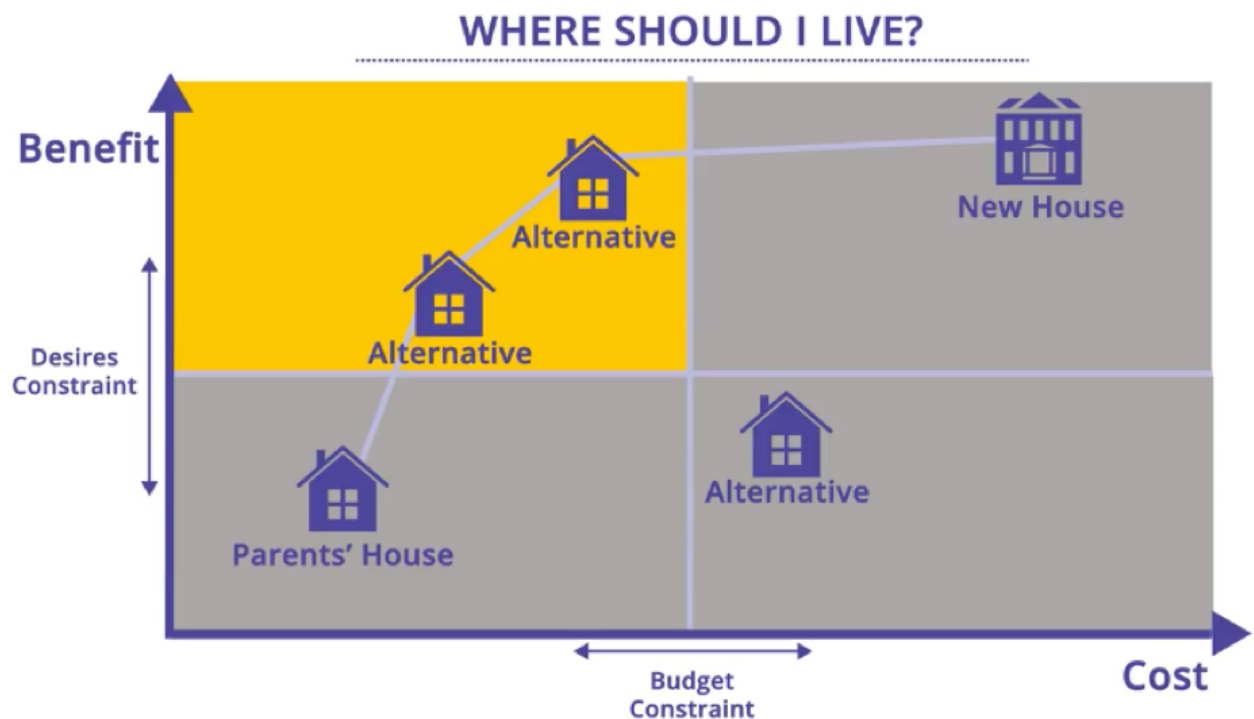 WHERE SHOULD I LIVE?
Benefit
New House
Alternative
Alternative
Desires
Constraint
Alternative
Parents’ House
Cost
Budget
Constraint